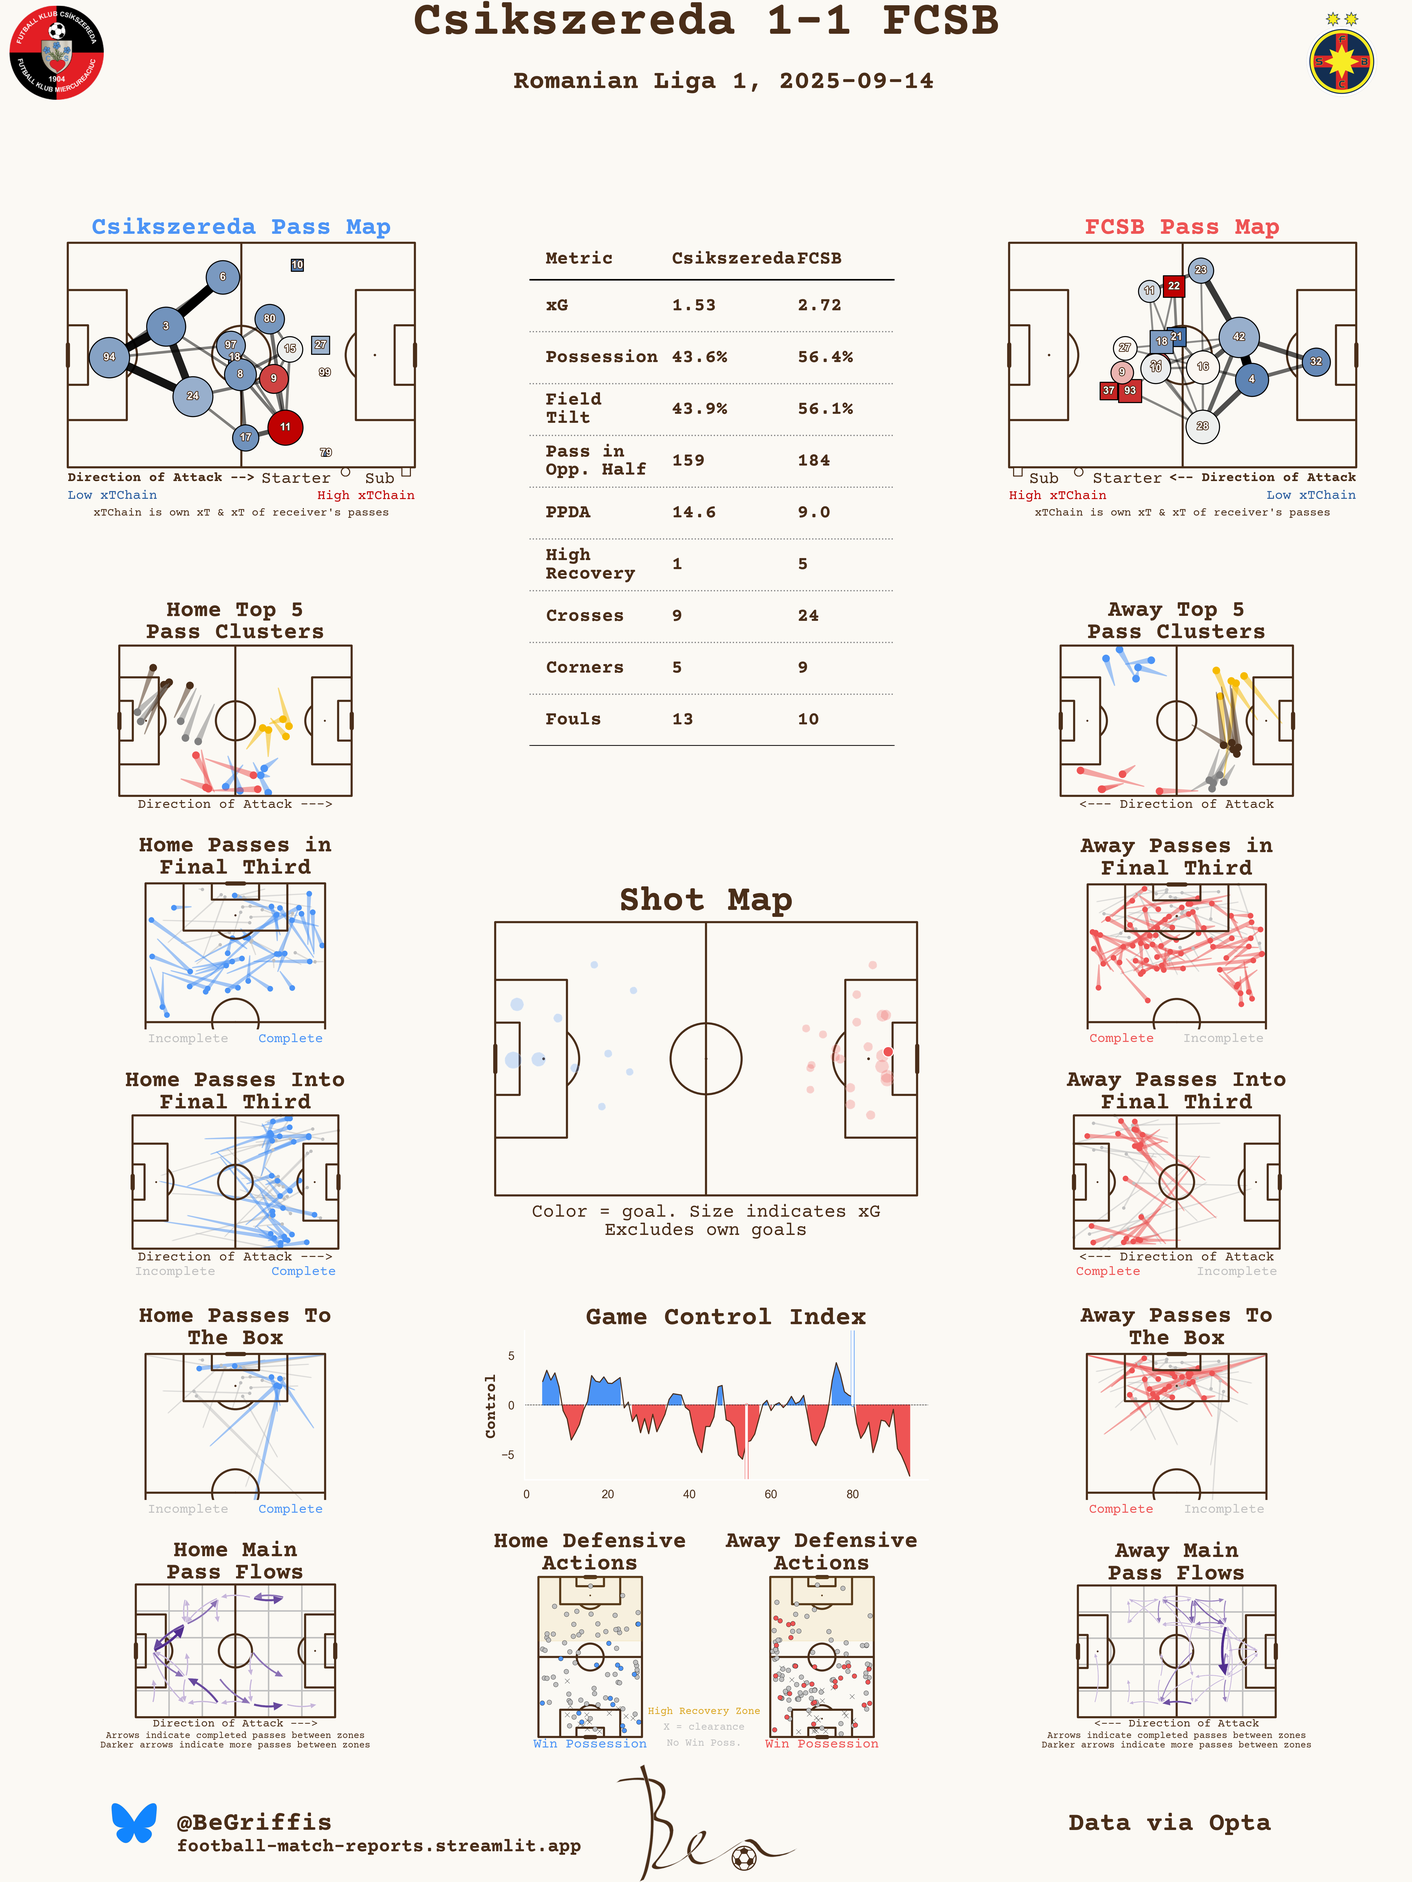 Csikszereda 1-1 FCSB
Romanian Liga 1, 2025-09-14
FUTBALL KLUB CSÍKSZEREDA
1904
FUTBALL KLUB MIERCUREA CIUC
F
S B
C
Csikszereda Pass Map
10
6
80
3
97
15
27
94
18
8
9
99
24
11
17
79
Direction of Attack --> Starter Sub
Low xTChain High xTChain
xTChain is own xT & xT of receiver's passes
Metric Csikszereda FCSB
xG 1.53 2.72
Possession 43.6% 56.4%
Field
Tilt 43.9% 56.1%
Pass in
Opp. Half 159 184
PPDA 14.6 9.0
High
Recovery 1 5
Crosses 9 24
Corners 5 9
Fouls 13 10
FCSB Pass Map
23
11
22
42
21
18
27
32
10
16
9
4
37
93
28
Sub Starter <-- Direction of Attack
High xTChain Low xTChain
xTChain is own xT & xT of receiver's passes
Home Top 5
Pass Clusters
Direction of Attack --->
Away Top 5
Pass Clusters
<--- Direction of Attack
Home Passes in
Final Third
Incomplete Complete
Away Passes in
Final Third
Complete Incomplete
Shot Map
Color = goal. Size indicates xG
Excludes own goals
Home Passes Into
Final Third
Direction of Attack --->
Incomplete Complete
Away Passes Into
Final Third
<--- Direction of Attack
Complete Incomplete
Home Passes To
The Box
Incomplete Complete
Game Control Index
Control
5
0
−5
0 20 40 60 80
Away Passes To
The Box
Complete Incomplete
Home Main
Pass Flows
Direction of Attack --->
Arrows indicate completed passes between zones
Darker arrows indicate more passes between zones
Home Defensive
Actions
Win Possession
Away Defensive
Actions
Win Possession
High Recovery Zone
X = clearance
No Win Poss.
Away Main
Pass Flows
<--- Direction of Attack
Arrows indicate completed passes between zones
Darker arrows indicate more passes between zones
@BeGriffis
football-match-reports.streamlit.app
Ben
Data via Opta